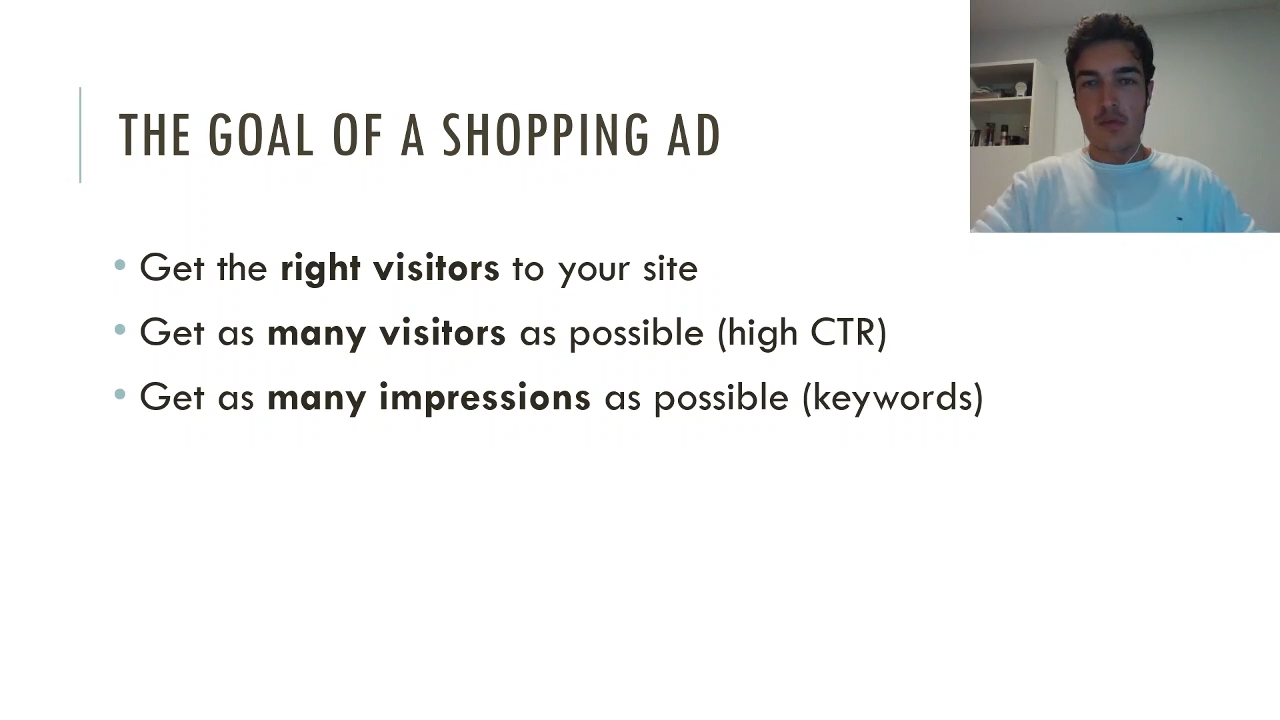 THE GOAL OF A SHOPPING AD
• Get the right visitors to your site
• Get as many visitors as possible (high CTR)
• Get as many impressions as possible (keywords)